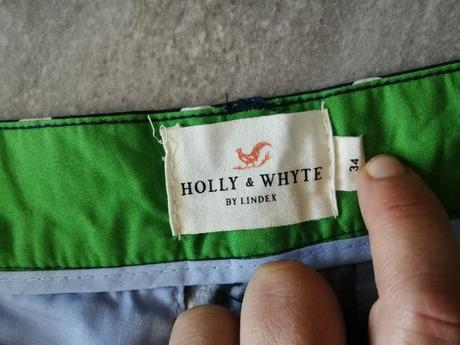 HOLLY & WHYTE
BY LINDEX
34